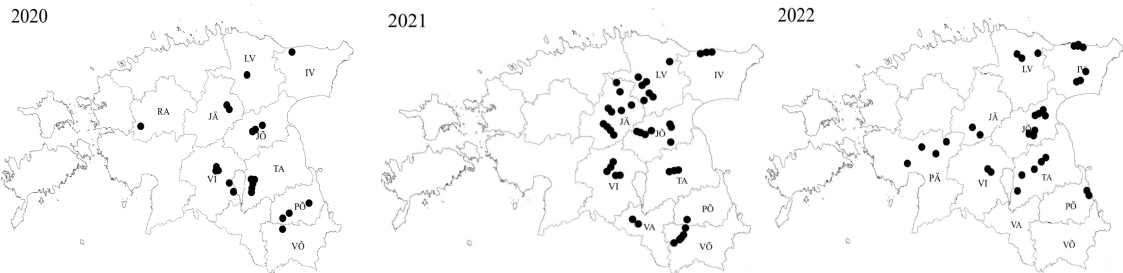 2020
LV
IV
RA
JÄ
JÕ
VI
TA
PÕ
VÕ
2021
LV
IV
JÄ
JÕ
VI
TA
PÕ
VA
VÕ
2022
LV
IV
JÄ
JÕ
PÄ
VI
TA
PÕ
VA
VÕ